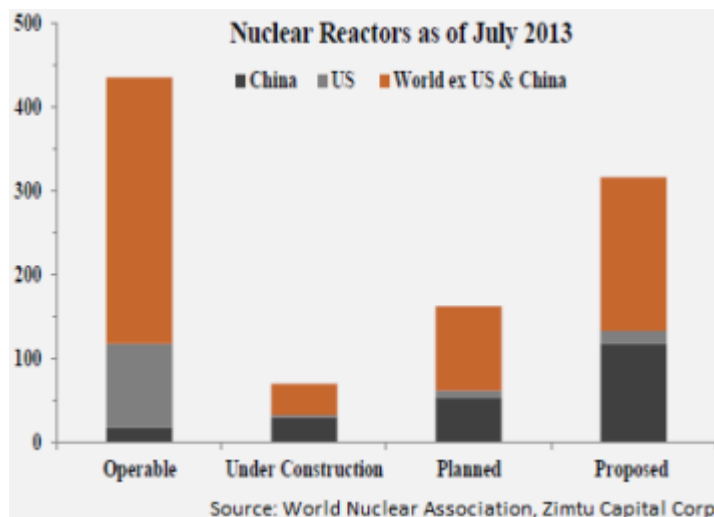 Nuclear Reactors as of July 2013
China US World ex US & China
500
400
300
200
100
0
Operable Under Construction Planned Proposed
Source: World Nuclear Association, Zimtu Capital Corp